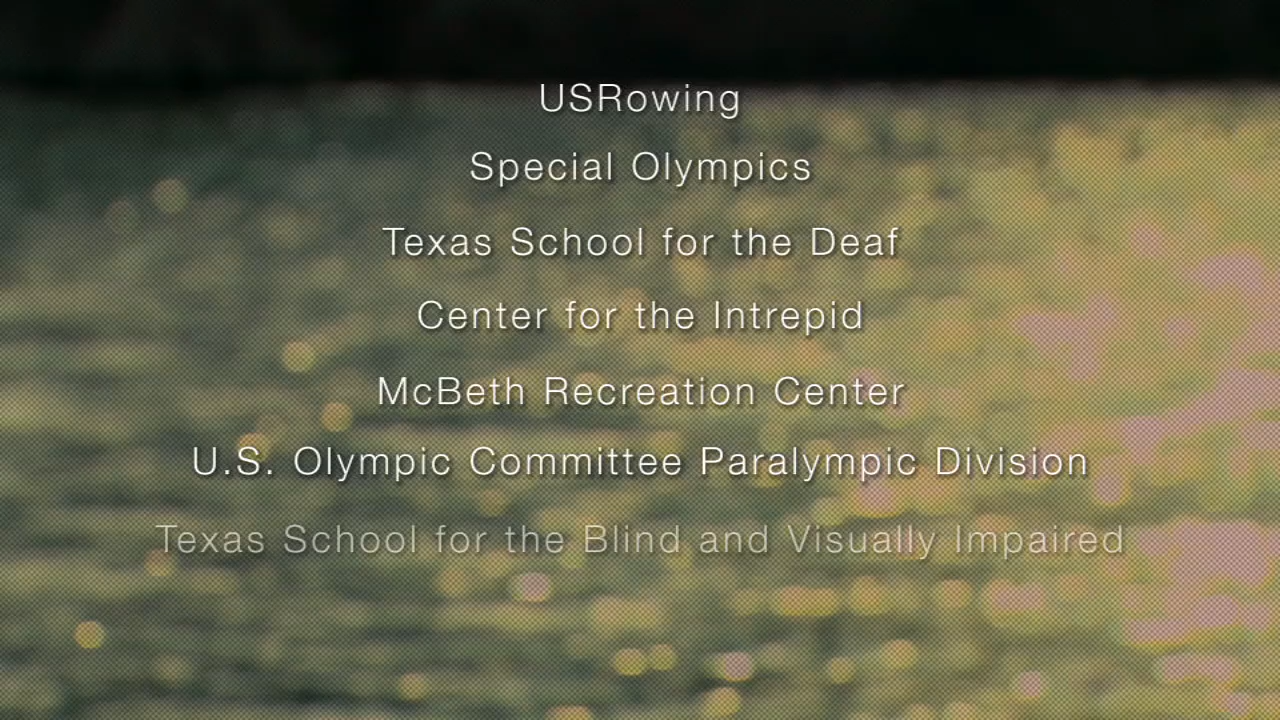 USRowing
Special Olympics
Texas School for the Deaf
Center for the Intrepid
McBeth Recreation Center
U.S. Olympic Committee Paralympic Division
Texas School for the Blind and Visually Impaired